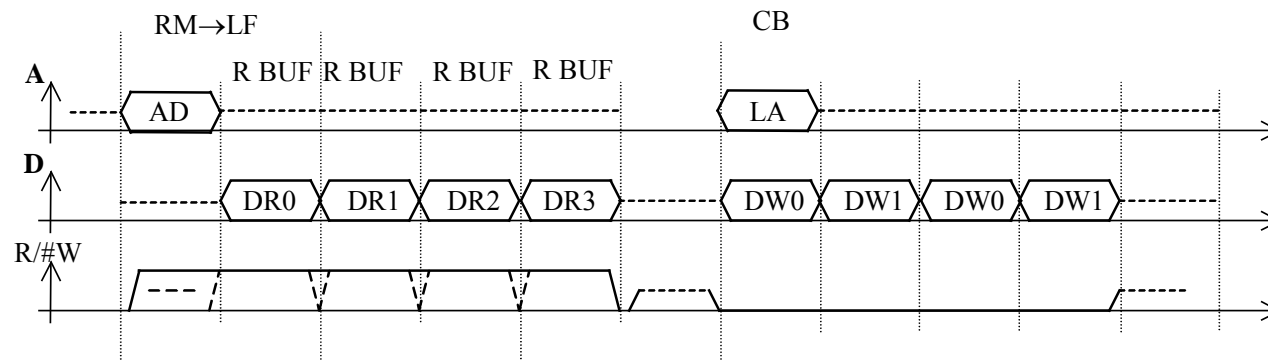 RM→LF CB
R BUF R BUF R BUF R BUF
A
AD LA
D
DR0 DR1 DR2 DR3 DW0 DW1 DW0 DW1
R/#W